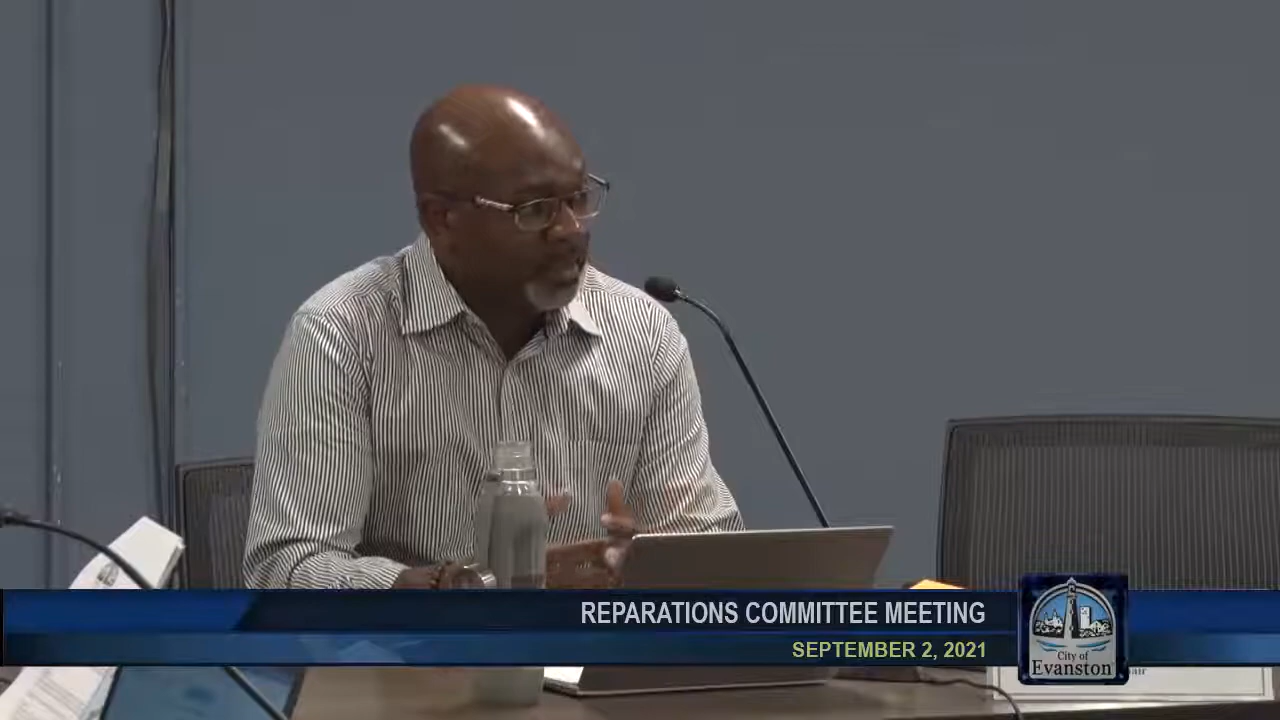 REPARATIONS COMMITTEE MEETING
SEPTEMBER 2, 2021
City of
Evanston